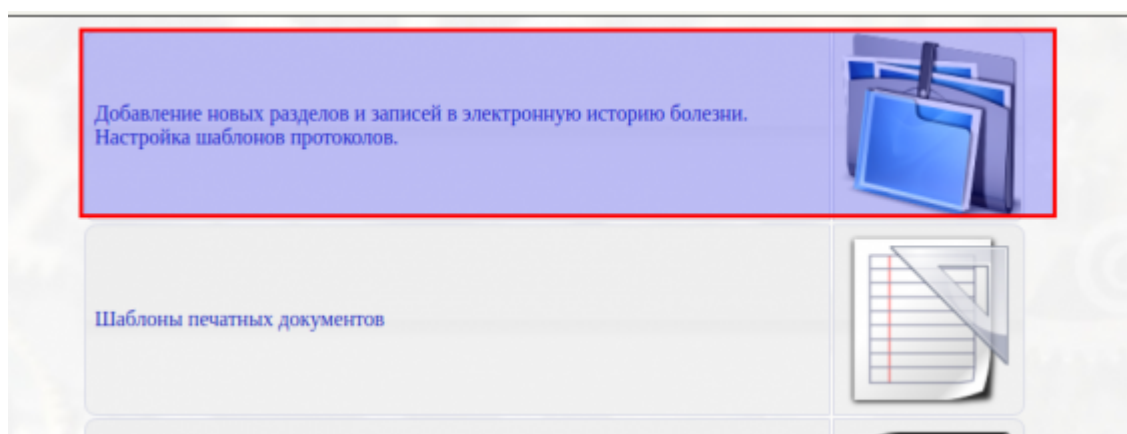 Добавление новых разделов и записей в электронную историю болезни.
Настройка шаблонов протоколов.
Шаблоны печатных документов